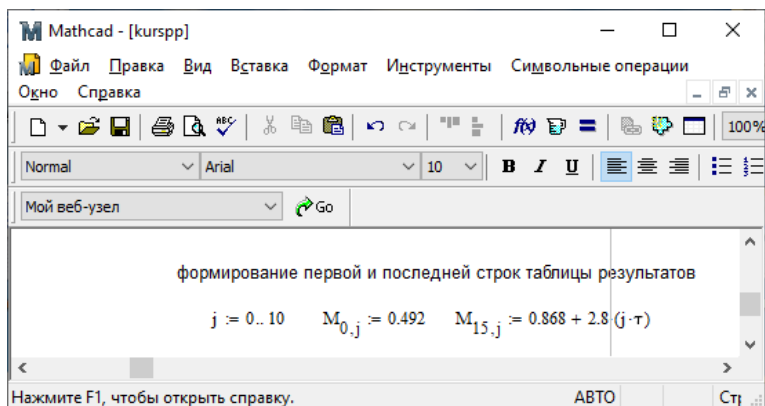 Mathcad - [kurspp]
Файл Правка Вид Вставка Формат Инструменты Символьные операции
Окно Справка
100%
Normal Arial 10 B I U
Мой веб-узел Go
формирование первой и последней строк таблицы результатов
j := 0.. 10 M0,j := 0.492 M15,j := 0.868 + 2.8·(j·τ)
Нажмите F1, чтобы открыть справку. АВТО Стр